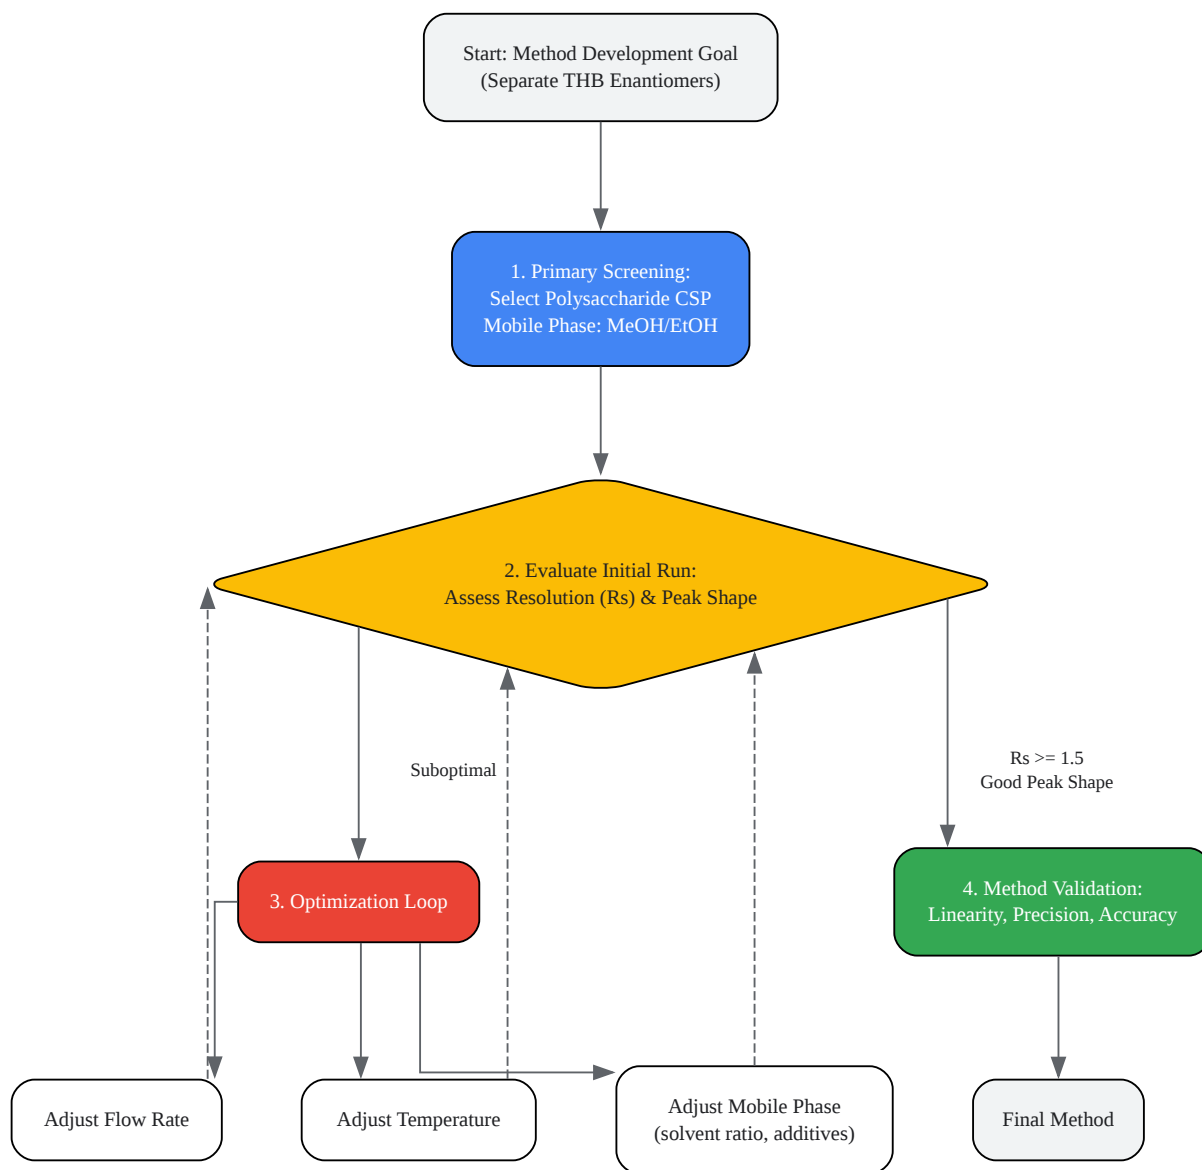 Start: Method Development Goal
(Separate THB Enantiomers)
1. Primary Screening:
Select Polysaccharide CSP
Mobile Phase: MeOH/EtOH
2. Evaluate Initial Run:
Assess Resolution (Rs) & Peak Shape
Suboptimal
Rs >= 1.5
Good Peak Shape
3. Optimization Loop
4. Method Validation:
Linearity, Precision, Accuracy
Adjust Flow Rate
Adjust Temperature
Adjust Mobile Phase
(solvent ratio, additives)
Final Method